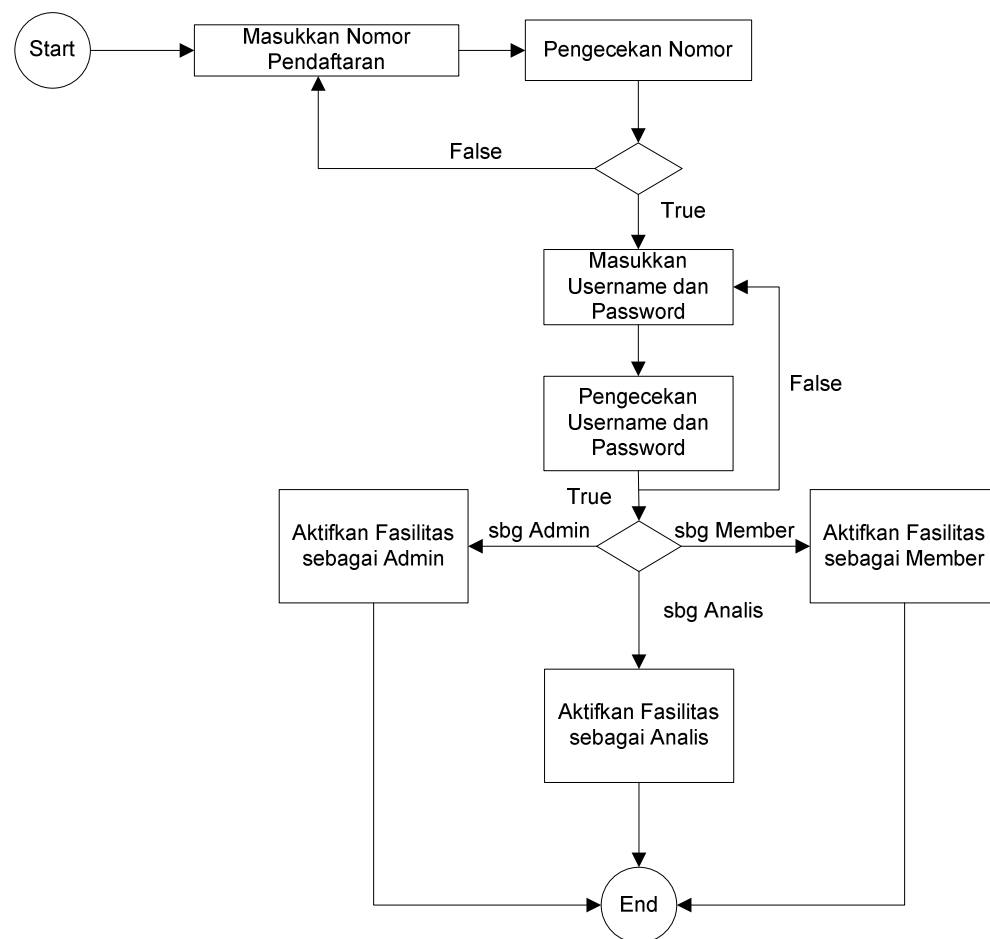 Start
Masukkan Nomor
Pendaftaran
Pengecekan Nomor
False
True
Masukkan
Username dan
Password
False
Pengecekan
Username dan
Password
True
sbg Admin
sbg Member
Aktifkan Fasilitas
sebagai Admin
Aktifkan Fasilitas
sebagai Member
sbg Analis
Aktifkan Fasilitas
sebagai Analis
End